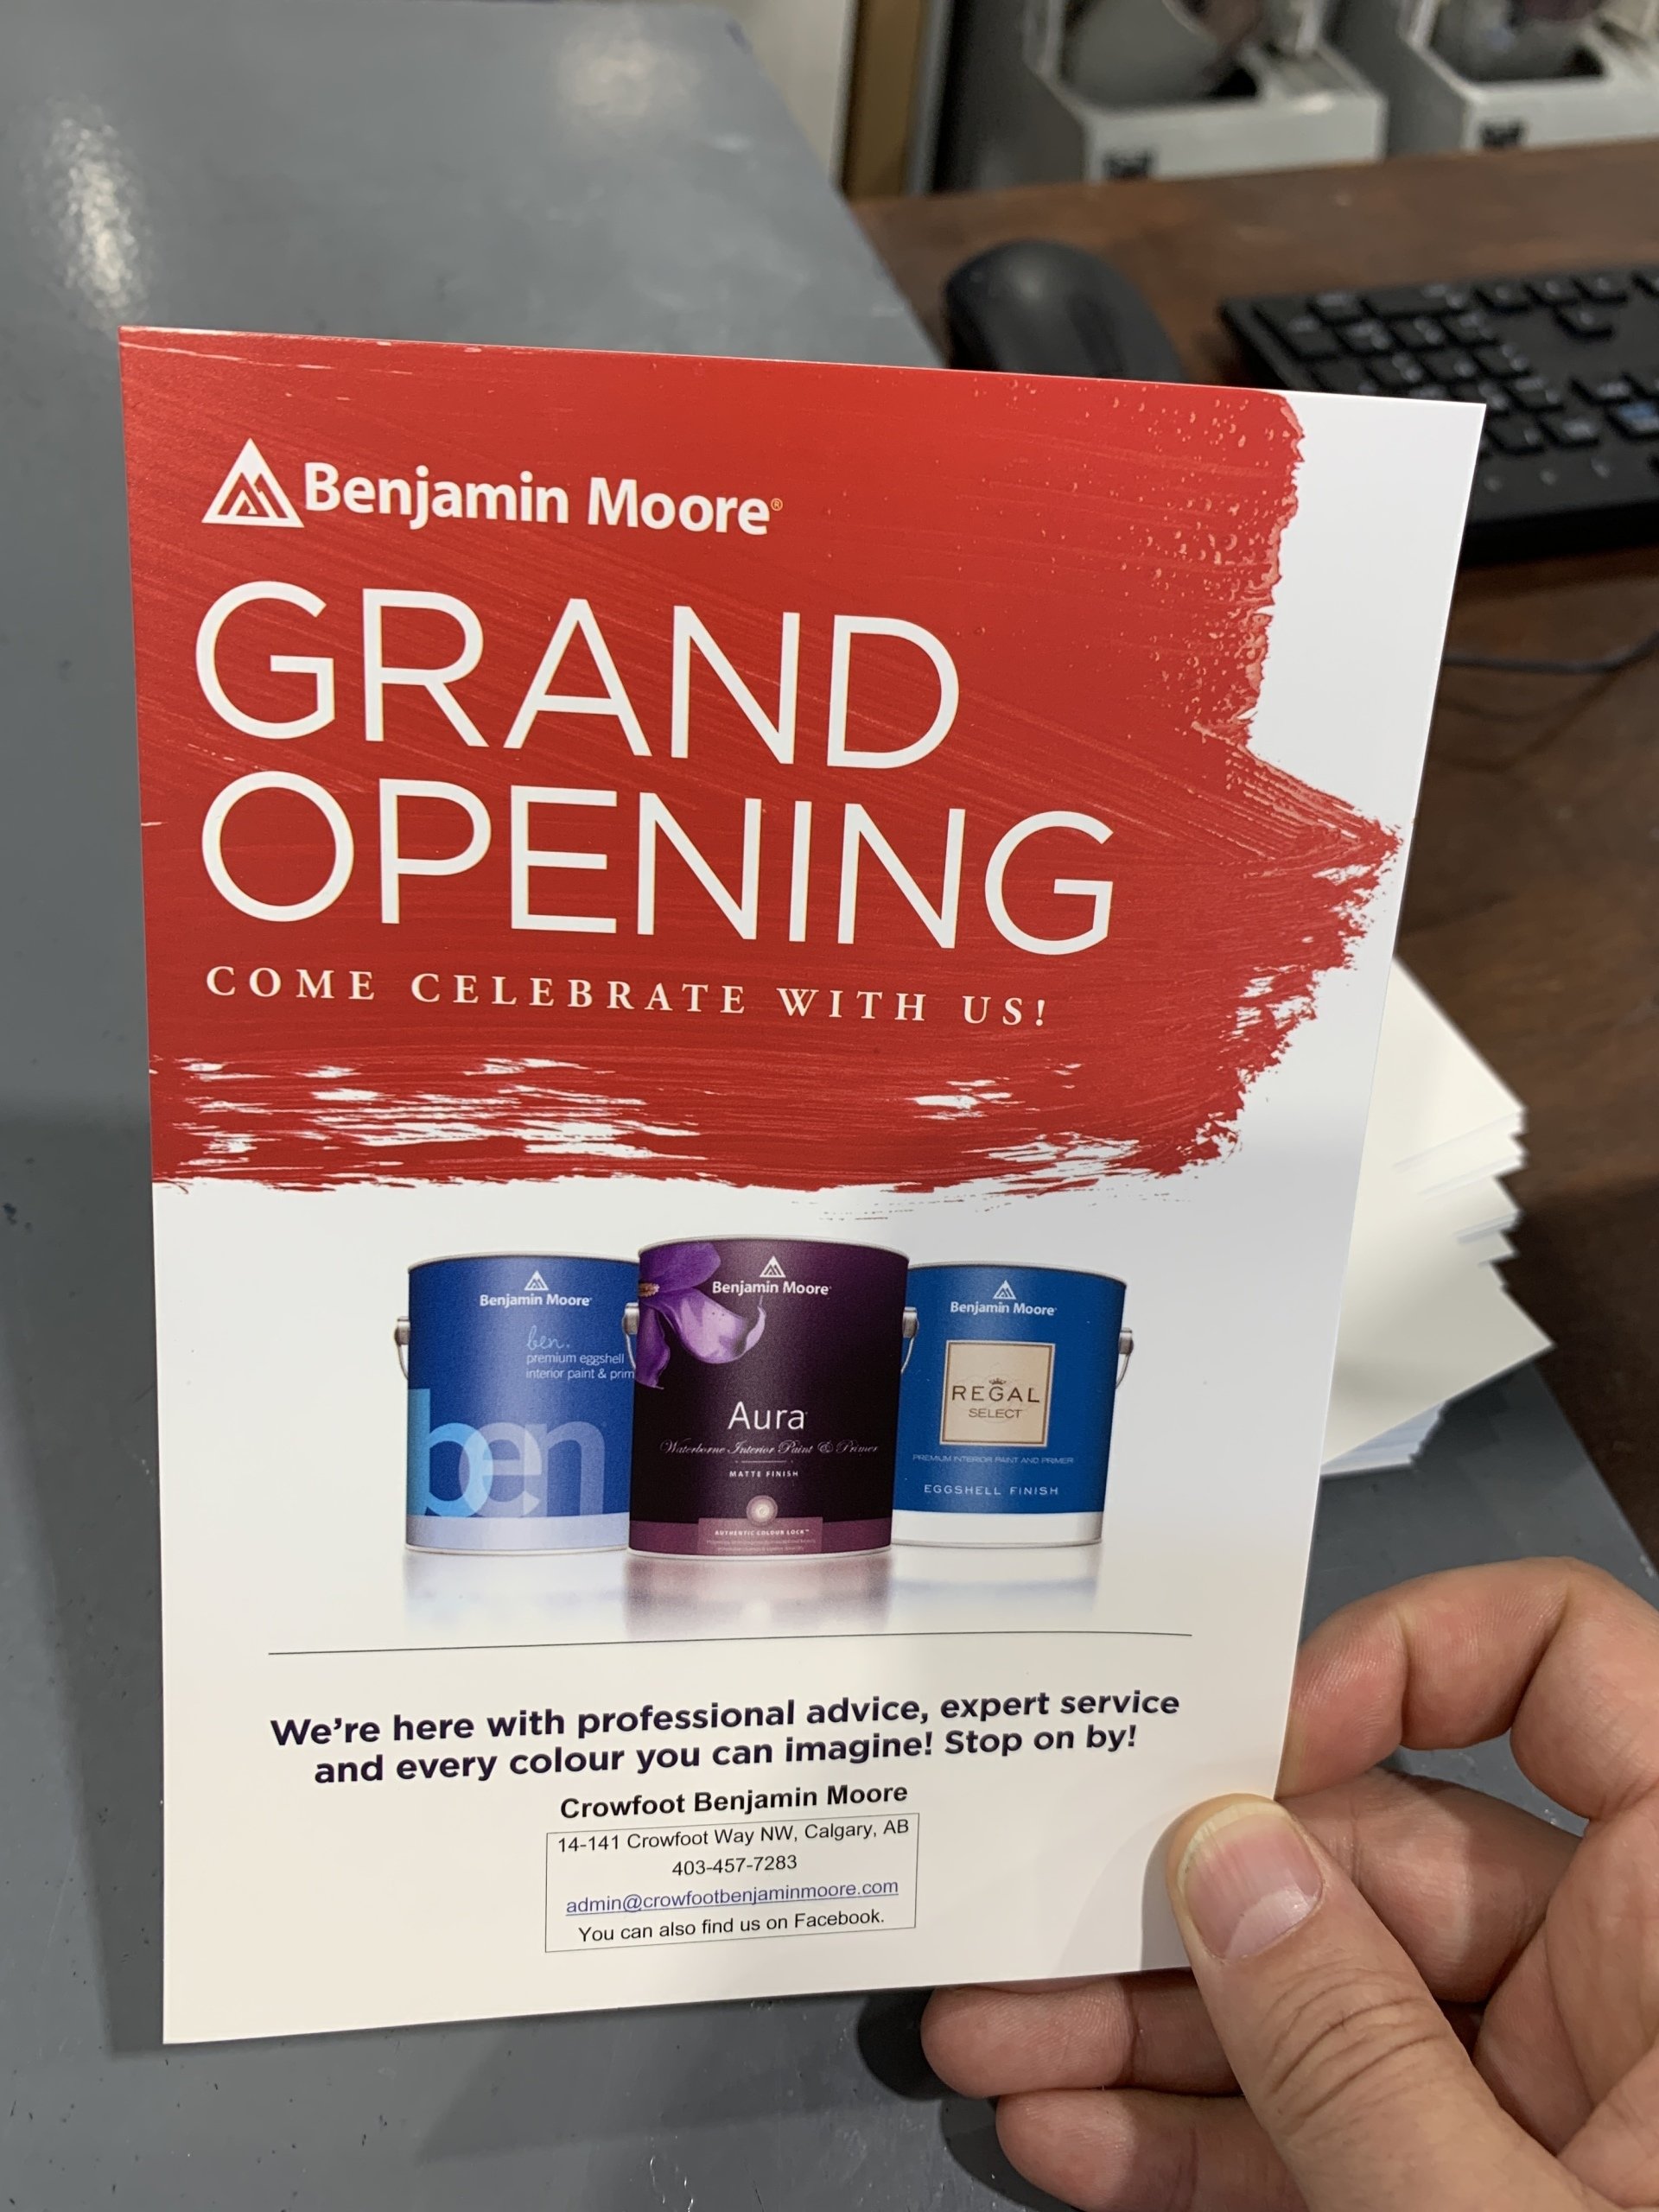 Benjamin Moore®
GRAND
OPENING
COME CELEBRATE WITH US!
Benjamin Moore
ben.
premium eggshell
interior paint & prim
ben
Benjamin Moore
Aura
Waterborne Interior Paint & Primer
MATTE FINISH
AUTHENTIC COLOUR LOCK™
Benjamin Moore
REGAL
SELECT
PREMIUM INTERIOR PAINT AND PRIMER
EGGSHELL FINISH
We're here with professional advice, expert service
and every colour you can imagine! Stop on by!
Crowfoot Benjamin Moore
14-141 Crowfoot Way NW, Calgary, AB
403-457-7283
admin@crowfootbenjaminmoore.com
You can also find us on Facebook.